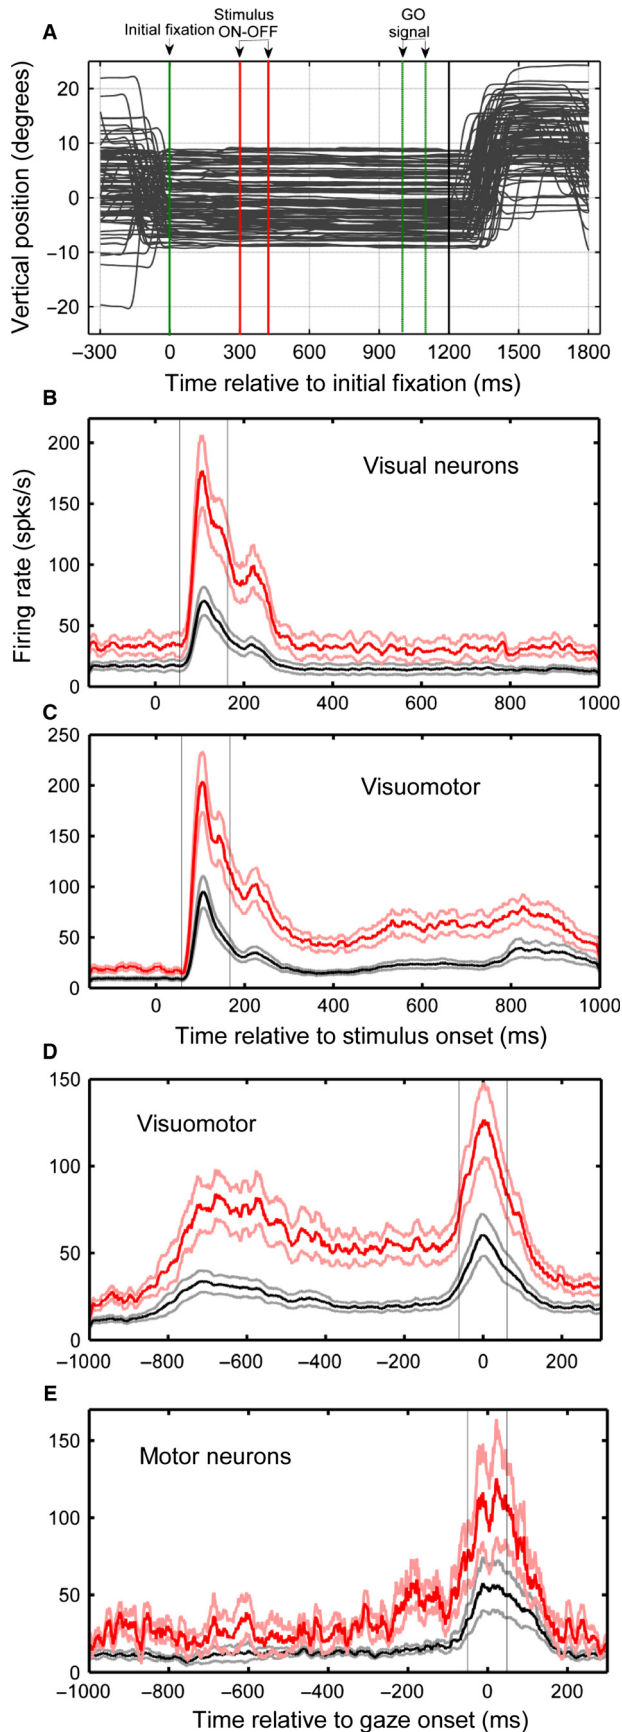 A
Initial fixation
Stimulus
ON-OFF
GO
signal
Vertical position (degrees)
20
10
0
−10
−20
−300 0 300 600 900 1200 1500 1800
Time relative to initial fixation (ms)
B
Visual neurons
Firing rate (spks/s)
200
150
100
50
0
0 200 400 600 800 1000
C
Visuomotor
250
200
150
100
50
0
0 200 400 600 800 1000
Time relative to stimulus onset (ms)
D
Visuomotor
150
100
50
0
−1000 −800 −600 −400 −200 0 200
E
Motor neurons
150
100
50
0
−1000 −800 −600 −400 −200 0 200
Time relative to gaze onset (ms)